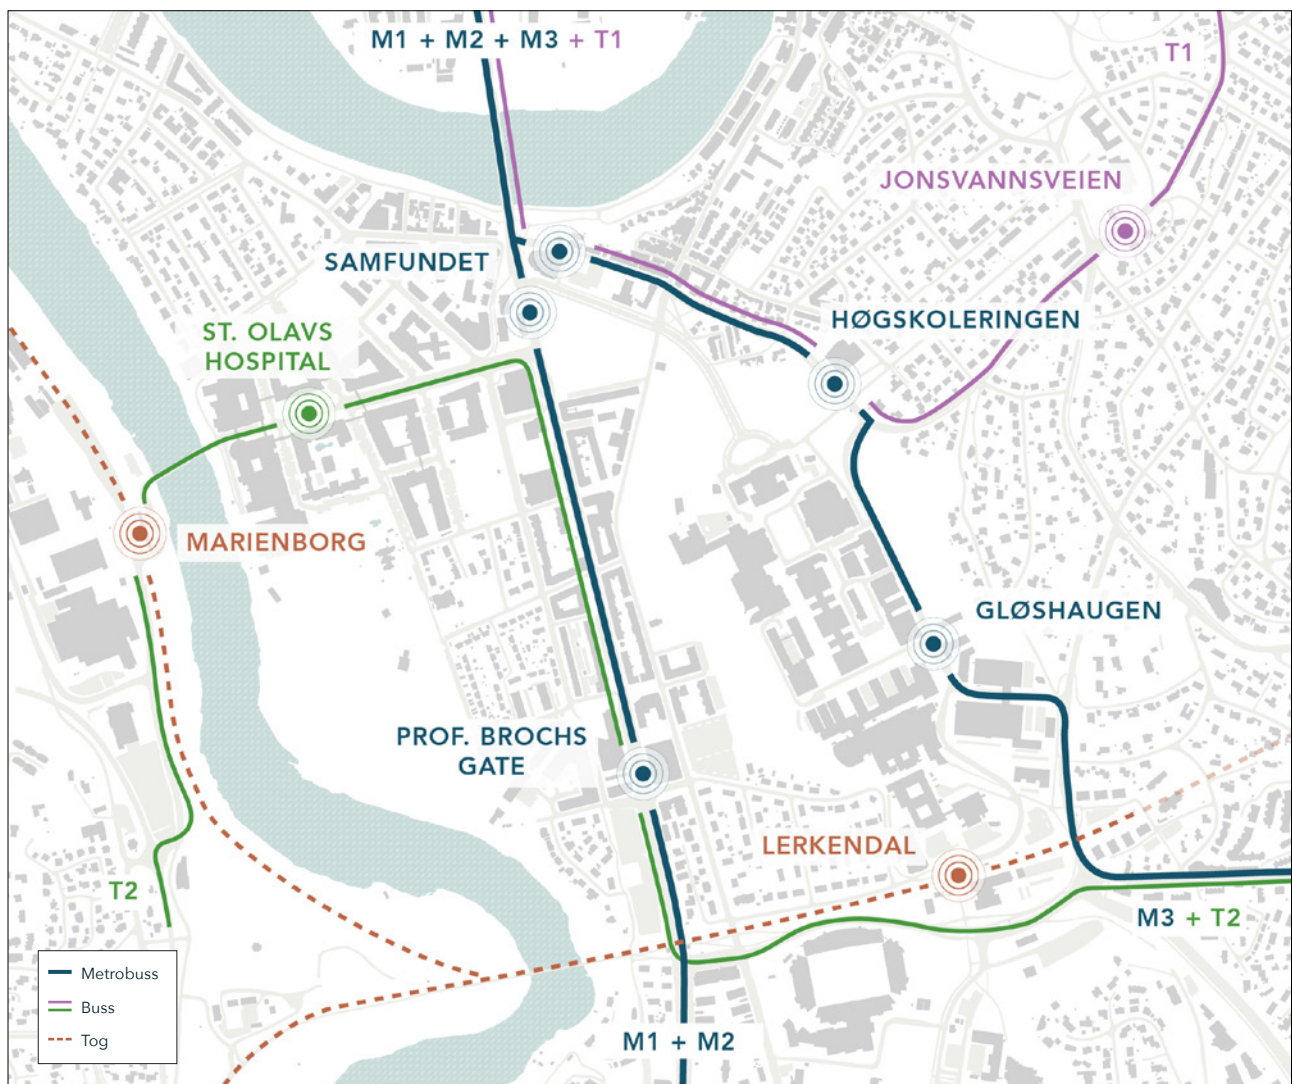 M1 + M2 + M3 + T1
T1
JONSVANNSVEIEN
SAMFUNDET
HØGSKOLERINGEN
ST. OLAVS
HOSPITAL
MARIENBORG
GLØSHAUGEN
PROF. BROCHS
GATE
LERKENDAL
T2
M3 + T2
M1 + M2
Metrobuss
Buss
Tog